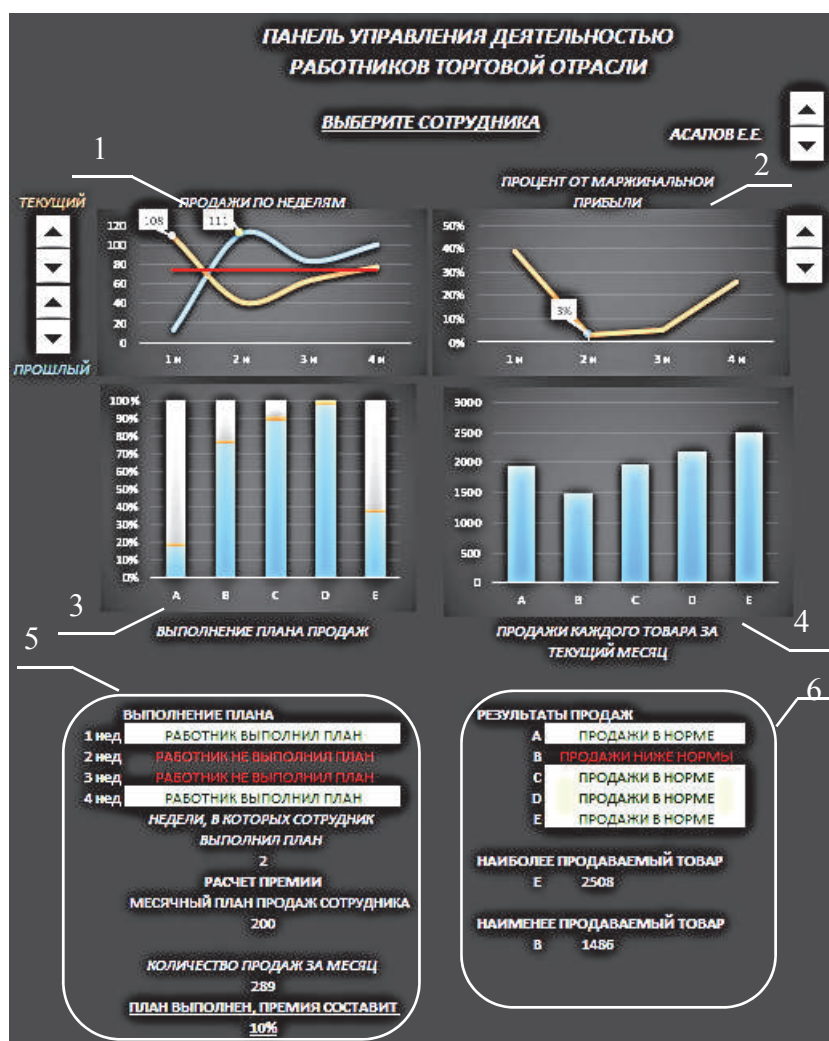 ПАНЕЛЬ УПРАВЛЕНИЯ ДЕЯТЕЛЬНОСТЬЮ
РАБОТНИКОВ ТОРГОВОЙ ОТРАСЛИ
ВЫБЕРИТЕ СОТРУДНИКА
АСАПОВ Е.Е.
1
2
ТЕКУЩИЙ
ПРОШЛЫЙ
ПРОДАЖИ ПО НЕДЕЛЯМ
120
100
80
60
40
20
0
108
111
1 н
2 н
3 н
4 н
ПРОЦЕНТ ОТ МАРЖИНАЛЬНОЙ
ПРИБЫЛИ
50%
40%
30%
20%
10%
0%
3%
1 н
2 н
3 н
4 н
100%
90%
80%
70%
60%
50%
40%
30%
20%
10%
0%
A
B
C
D
E
3
ВЫПОЛНЕНИЕ ПЛАНА ПРОДАЖ
3000
2500
2000
1500
1000
500
0
A
B
C
D
E
4
ПРОДАЖИ КАЖДОГО ТОВАРА ЗА
ТЕКУЩИЙ МЕСЯЦ
5
ВЫПОЛНЕНИЕ ПЛАНА
1 нед РАБОТНИК ВЫПОЛНИЛ ПЛАН
2 нед РАБОТНИК НЕ ВЫПОЛНИЛ ПЛАН
3 нед РАБОТНИК НЕ ВЫПОЛНИЛ ПЛАН
4 нед РАБОТНИК ВЫПОЛНИЛ ПЛАН
НЕДЕЛИ, В КОТОРЫХ СОТРУДНИК
ВЫПОЛНИЛ ПЛАН
2
РАСЧЕТ ПРЕМИИ
МЕСЯЧНЫЙ ПЛАН ПРОДАЖ СОТРУДНИКА
200
КОЛИЧЕСТВО ПРОДАЖ ЗА МЕСЯЦ
289
ПЛАН ВЫПОЛНЕН, ПРЕМИЯ СОСТАВИТ
10%
6
РЕЗУЛЬТАТЫ ПРОДАЖ
A ПРОДАЖИ В НОРМЕ
B ПРОДАЖИ НИЖЕ НОРМЫ
C ПРОДАЖИ В НОРМЕ
D ПРОДАЖИ В НОРМЕ
E ПРОДАЖИ В НОРМЕ
НАИБОЛЕЕ ПРОДАВАЕМЫЙ ТОВАР
E 2508
НАИМЕНЕЕ ПРОДАВАЕМЫЙ ТОВАР
B 1486